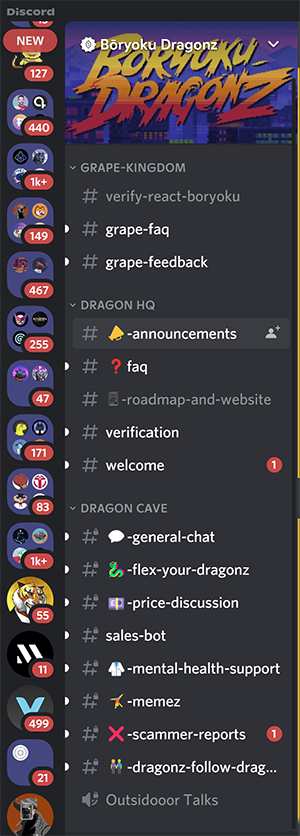 Discord
NEW
127
440
1k+
149
467
255
47
171
83
1k+
55
11
499
21
Bōryoku Dragonz
BORYOKU
DRAGONZ
GRAPE-KINGDOM
verify-react-boryoku
grape-faq
grape-feedback
DRAGON HQ
-announcements
faq
-roadmap-and-website
verification
welcome 1
DRAGON CAVE
-general-chat
-flex-your-dragonz
-price-discussion
sales-bot
-mental-health-support
-memez
-scammer-reports 1
-dragonz-follow-drag...
Outsidooor Talks